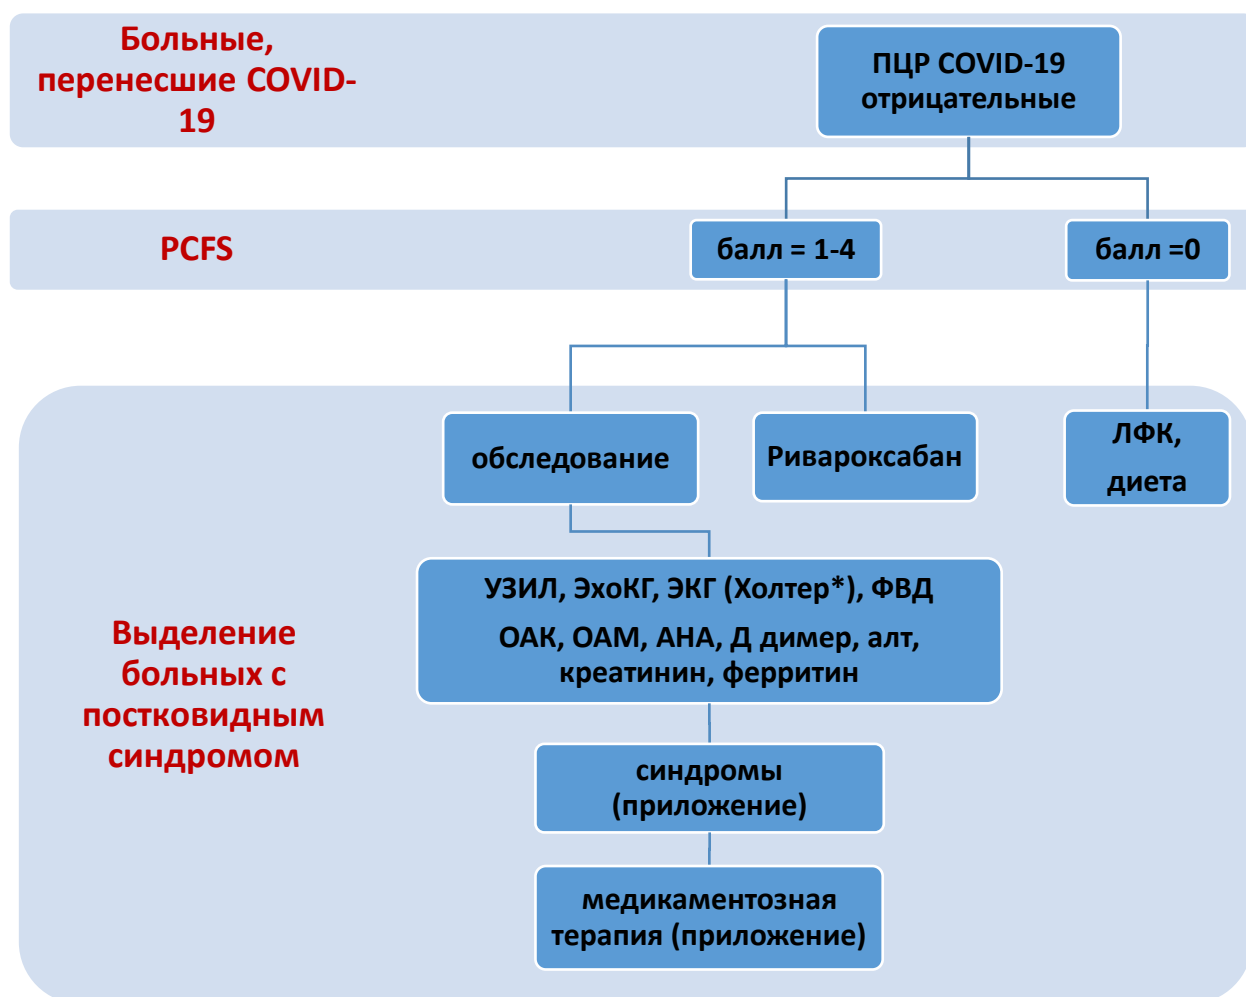 Больные,
перенесшие COVID-
19
ПЦР COVID-19
отрицательные
PCFS
балл = 1-4
балл =0
обследование
Ривароксабан
ЛФК,
диета
УЗИЛ, ЭхоКГ, ЭКГ (Холтер*), ФВД
ОАК, ОАМ, АНА, Д димер, алт,
креатинин, ферритин
Выделение
больных с
постковидным
синдромом
синдромы
(приложение)
медикаментозная
терапия (приложение)